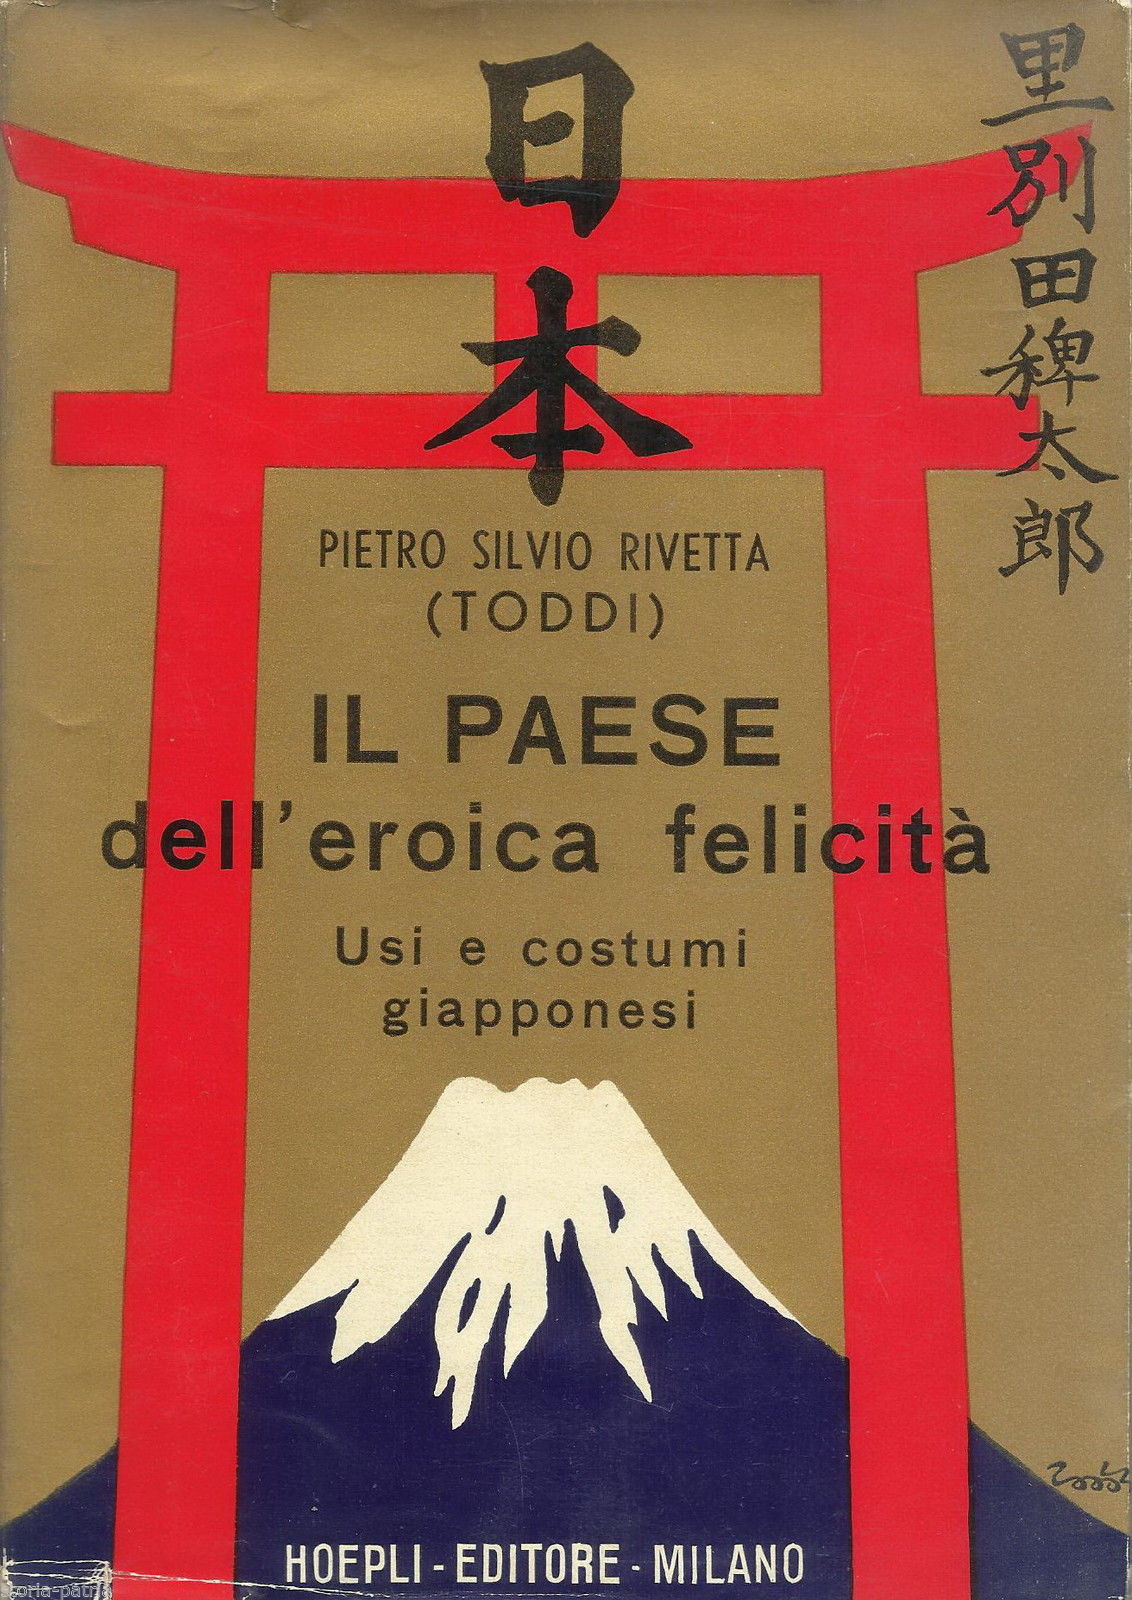 日本
里別田稗太郎
PIETRO SILVIO RIVETTA
(TODDI)
IL PAESE
dell'eroica felicità
Usi e costumi
giapponesi
Toddi
HOEPLI - EDITORE - MILANO